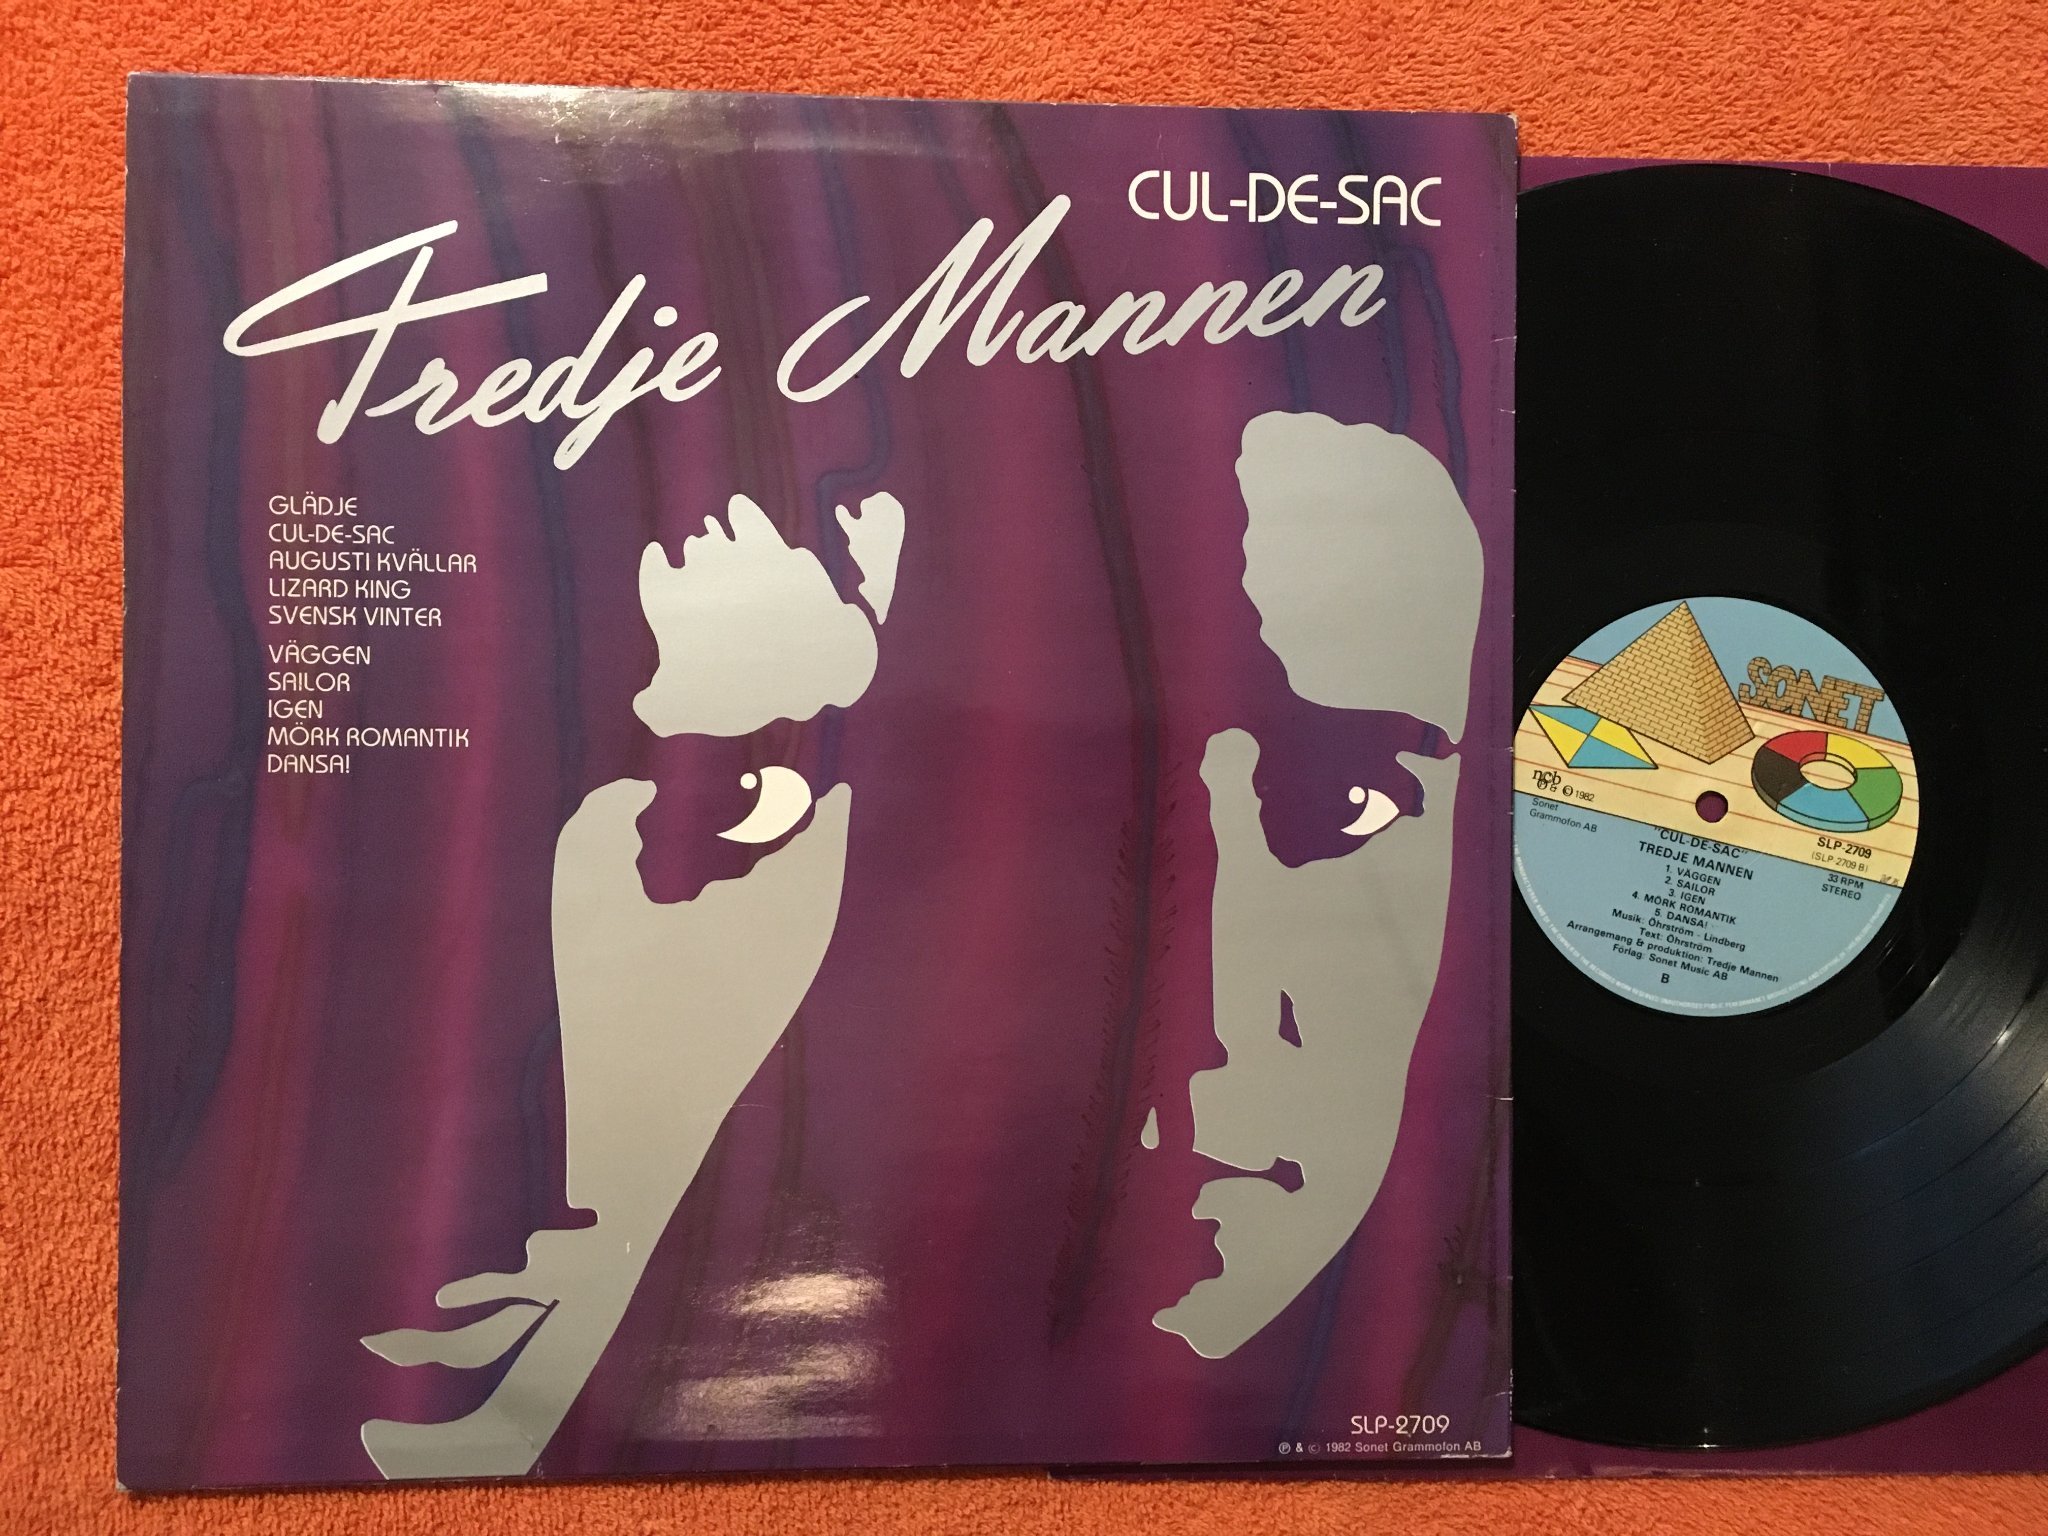 CUL-DE-SAC
Tredje Mannen
GLÄDJE
CUL-DE-SAC
AUGUSTI KVÄLLAR
LIZARD KING
SVENSK VINTER
VÄGGEN
SAILOR
IGEN
MÖRK ROMANTIK
DANSA!
SLP-2709
℗ & © 1982 Sonet Grammofon AB
SONET
ncb
℗ & © 1982
Sonet
Grammofon AB
"CUL-DE-SAC"
TREDJE MANNEN
1. VÄGGEN
2. SAILOR
3. IGEN
4. MÖRK ROMANTIK
5. DANSA!
Musik: Öhrström - Lindberg
Text: Öhrström
Arrangemang & produktion: Tredje Mannen
Förlag: Sonet Music AB
B
SLP-2709
(SLP-2709 B)
33 RPM
STEREO